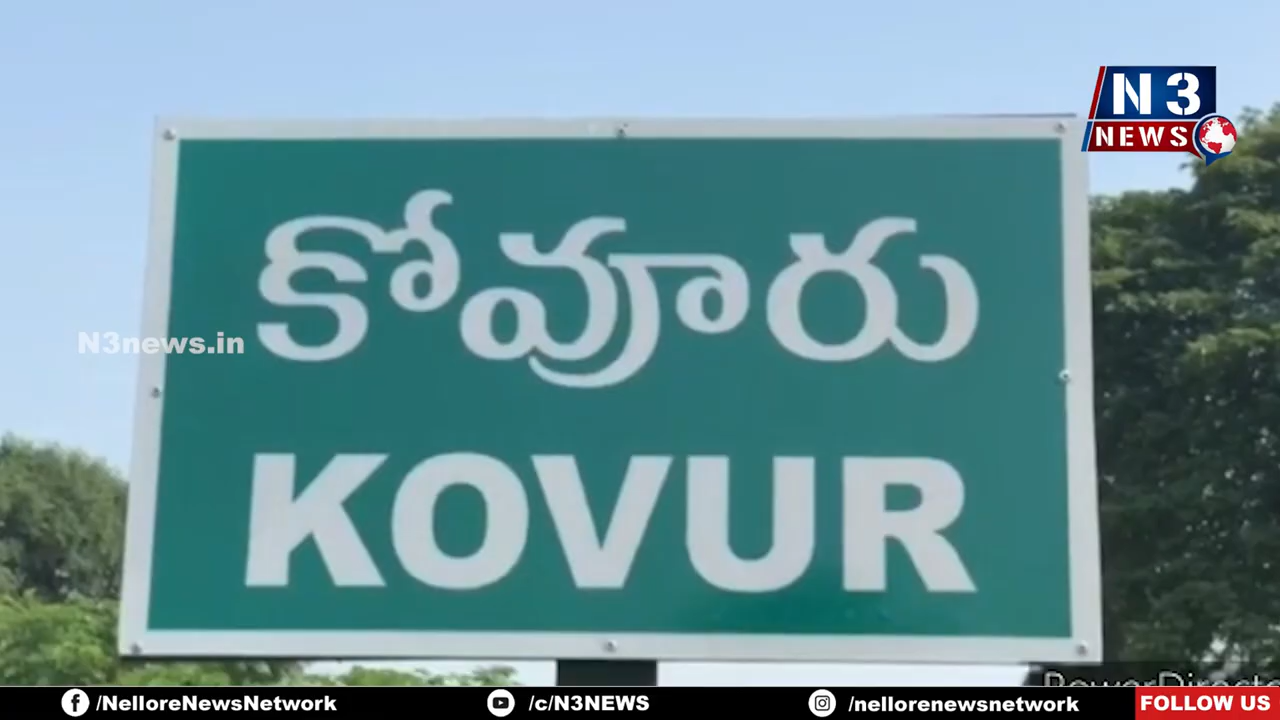 N3
NEWS
కోవూరు
N3news.in
KOVUR
/NelloreNewsNetwork
/c/N3NEWS
/nellorenewsnetwork
FOLLOW US